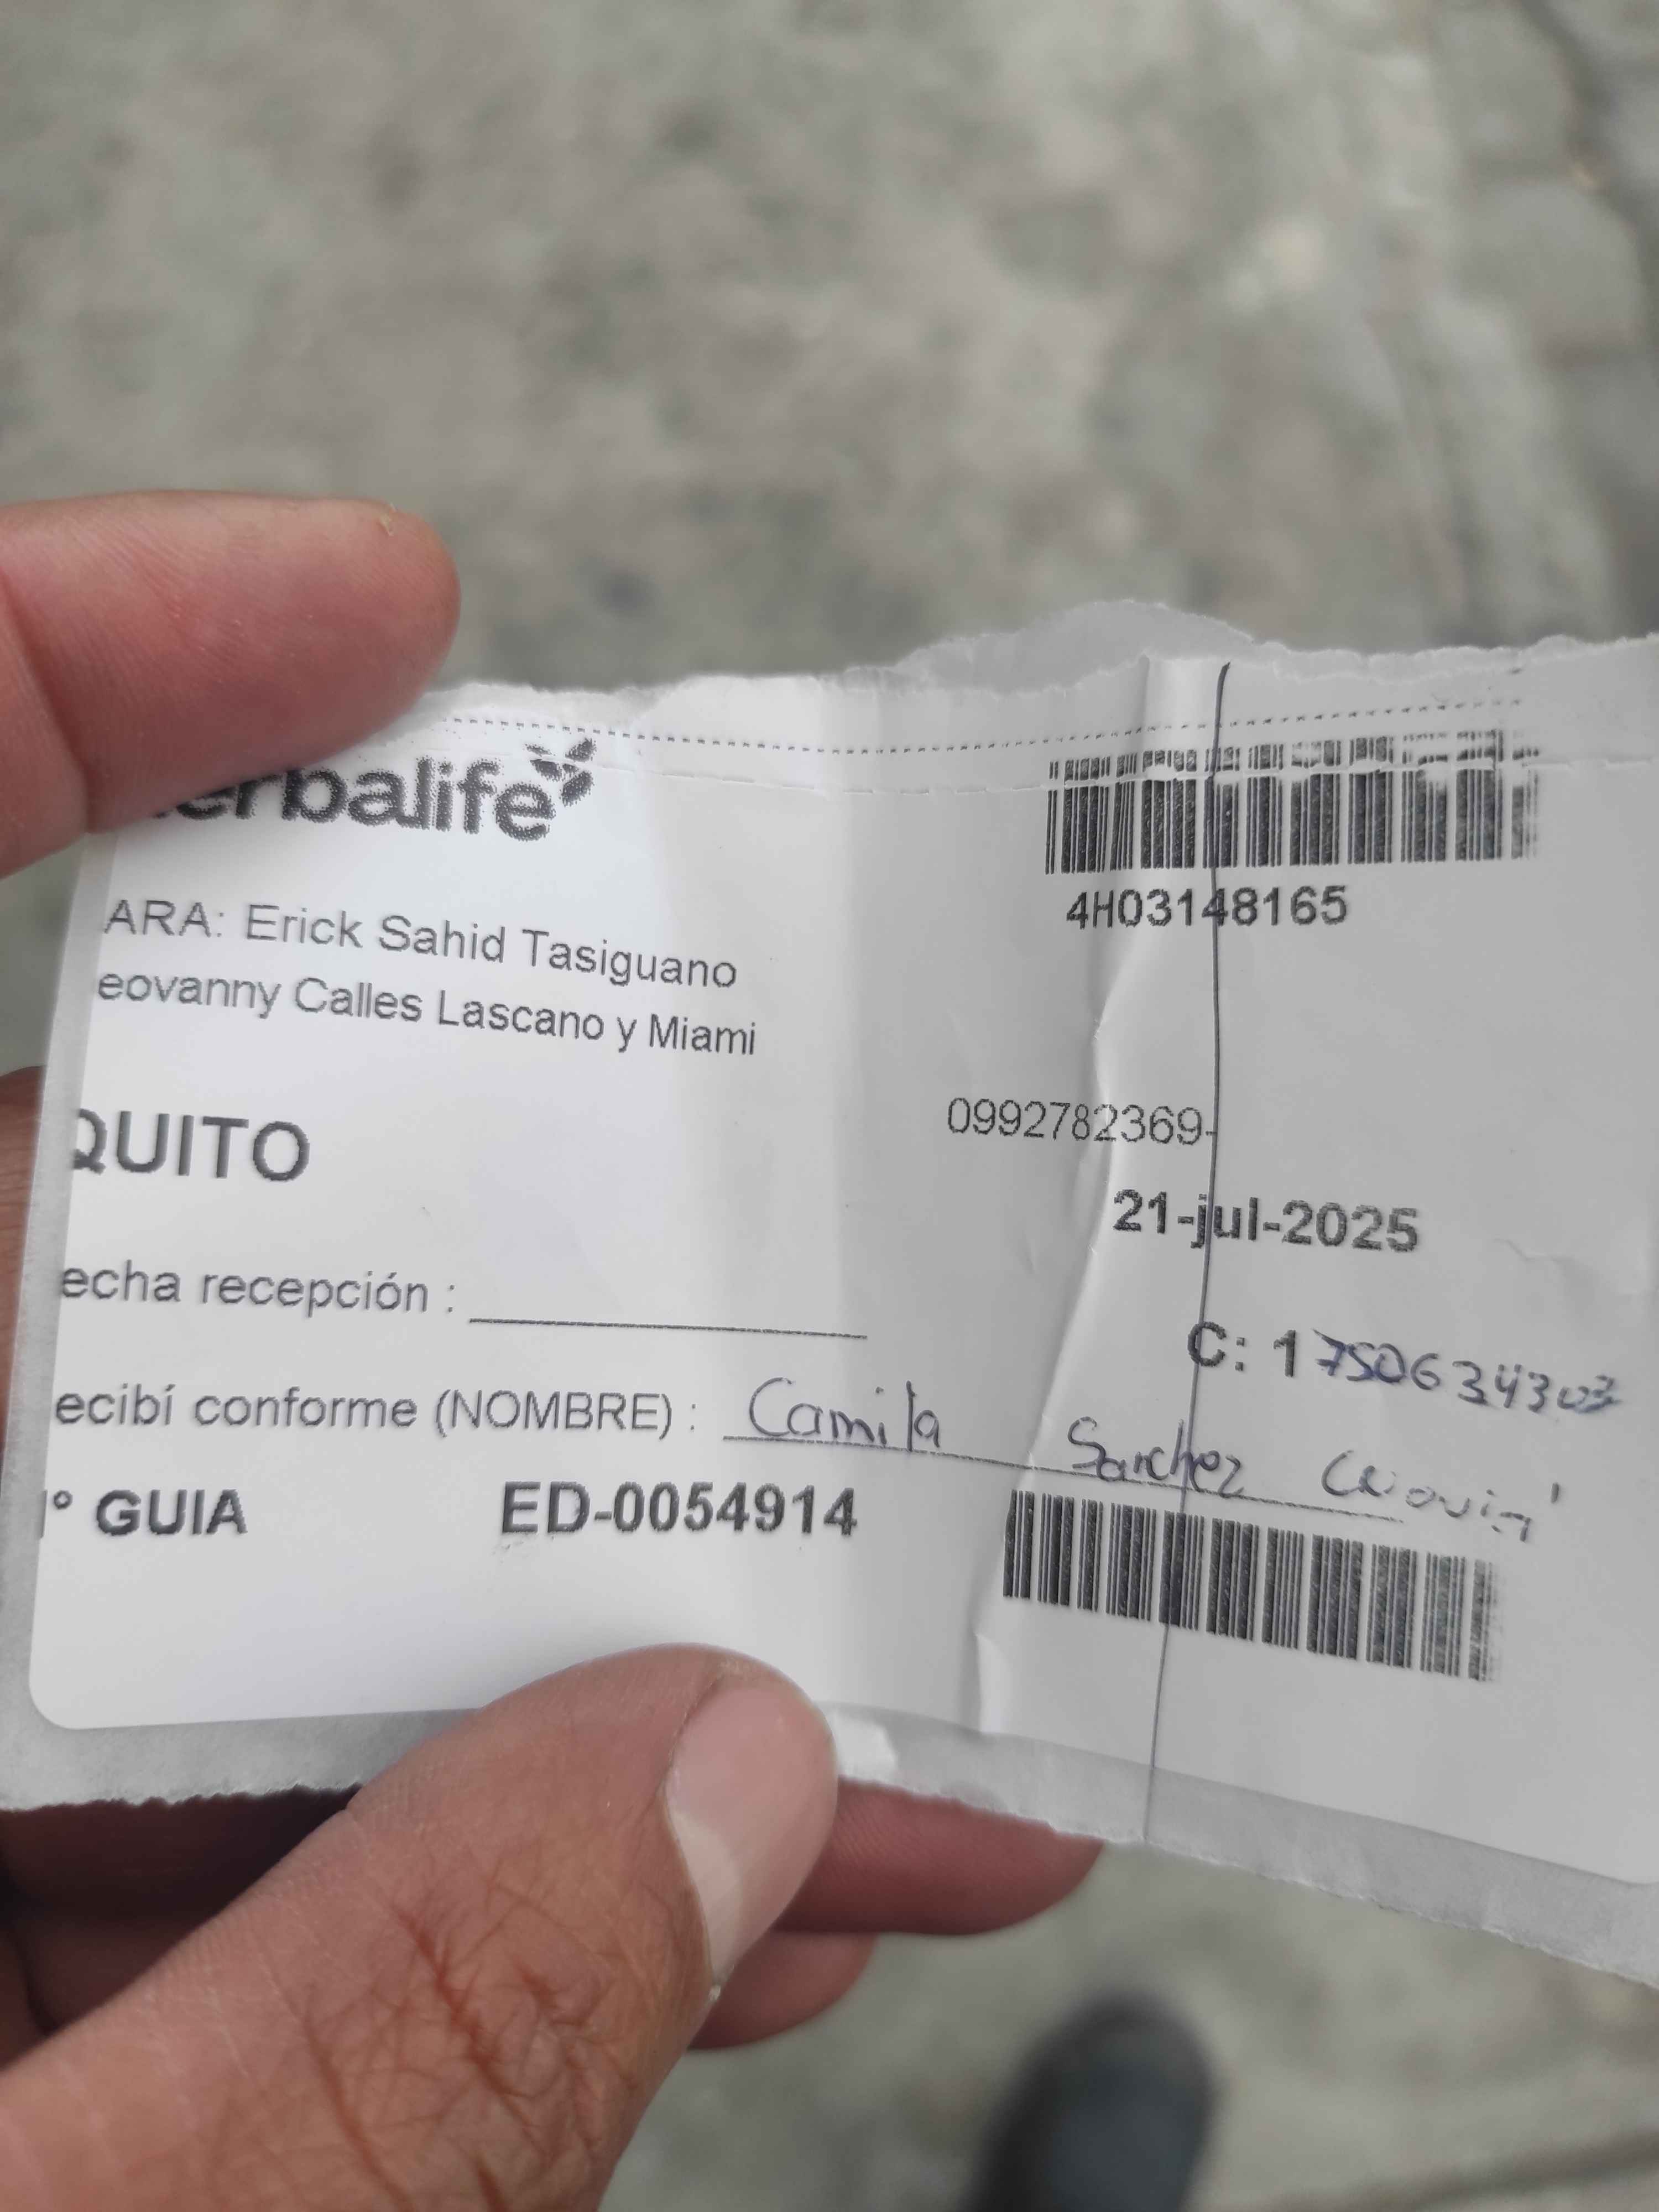 erbalife
4H03148165
ARA: Erick Sahid Tasiguano
eovanny Calles Lascano y Miami
0992782369-
QUITO
21-jul-2025
echa recepción :
C: 1750634303
ecibí conforme (NOMBRE) : Camila Sanchez
° GUIA ED-0054914